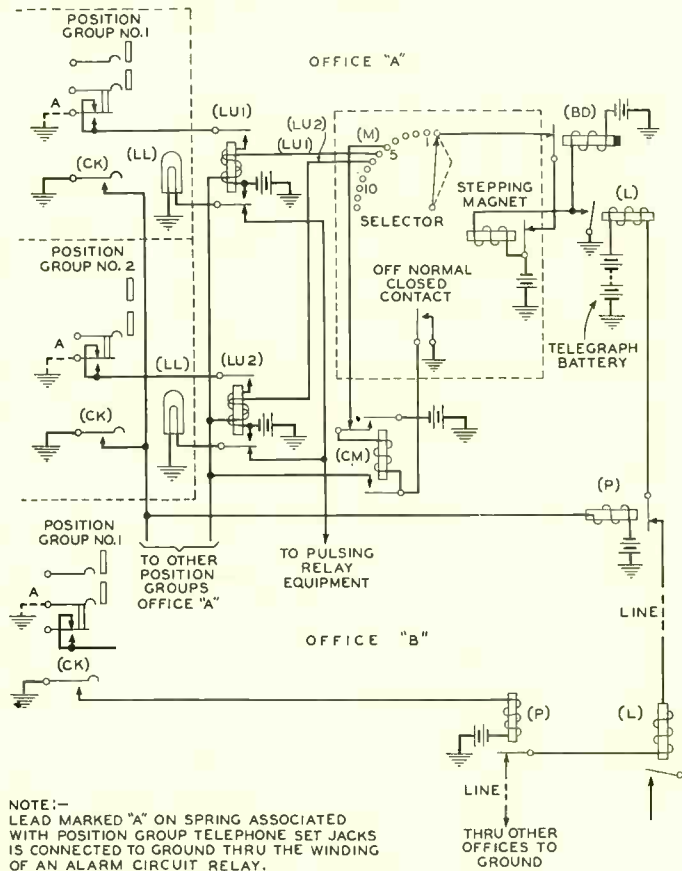 POSITION
GROUP NO.1
OFFICE "A"
A
(LU1)
(LU2)
(LU1)
(M)
5
1
10
(BD)
(CK)
(LL)
SELECTOR
STEPPING
MAGNET
(L)
POSITION
GROUP NO. 2
OFF NORMAL
CLOSED
CONTACT
TELEGRAPH
BATTERY
A
(LL)
(LU2)
(CK)
(CM)
(P)
POSITION
GROUP NO.1
TO OTHER
POSITION
GROUPS
OFFICE "A"
TO PULSING
RELAY
EQUIPMENT
A
LINE
OFFICE "B"
(CK)
(P)
(L)
LINE
THRU OTHER
OFFICES TO
GROUND
NOTE:-
LEAD MARKED "A" ON SPRING ASSOCIATED
WITH POSITION GROUP TELEPHONE SET JACKS
IS CONNECTED TO GROUND THRU THE WINDING
OF AN ALARM CIRCUIT RELAY.